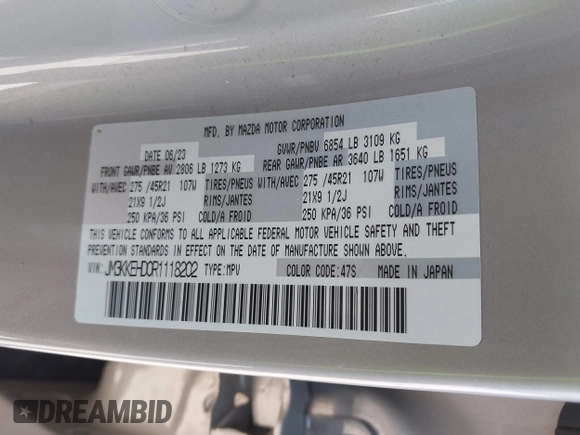 MFD. BY MAZDA MOTOR CORPORATION
DATE 06/23
GVWR/PNBV 6854 LB 3109 KG
FRONT GAWR/PNBE AV 2806 LB 1273 KG
REAR GAWR/PNBE AR 3640 LB 1651 KG
WITH/AVEC 275 /45R21 107W TIRES/PNEUS
WITH/AVEC 275 /45R21 107W TIRES/PNEUS
21X9 1/2J RIMS/JANTES
21X9 1/2J RIMS/JANTES
250 KPA/36 PSI COLD/A FROID
250 KPA/36 PSI COLD/A FROID
THIS VEHICLE CONFORMS TO ALL APPLICABLE FEDERAL MOTOR VEHICLE SAFETY AND THEFT
PREVENTION STANDARDS IN EFFECT ON THE DATE OF MANUFACTURE SHOWN ABOVE.
VIN: JM3KKEHD0R1118202 TYPE:MPV COLOR CODE:47S MADE IN JAPAN
DREAMBID